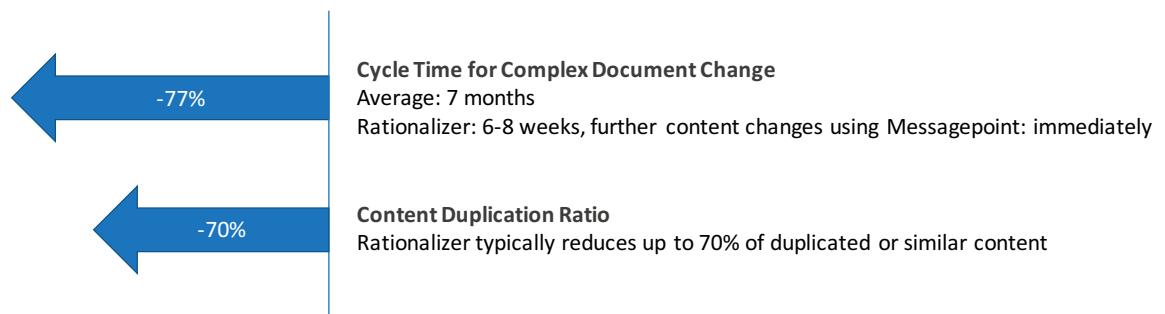 -77%
Cycle Time for Complex Document Change
Average: 7 months
Rationalizer: 6-8 weeks, further content changes using Messagepoint: immediately
-70%
Content Duplication Ratio
Rationalizer typically reduces up to 70% of duplicated or similar content